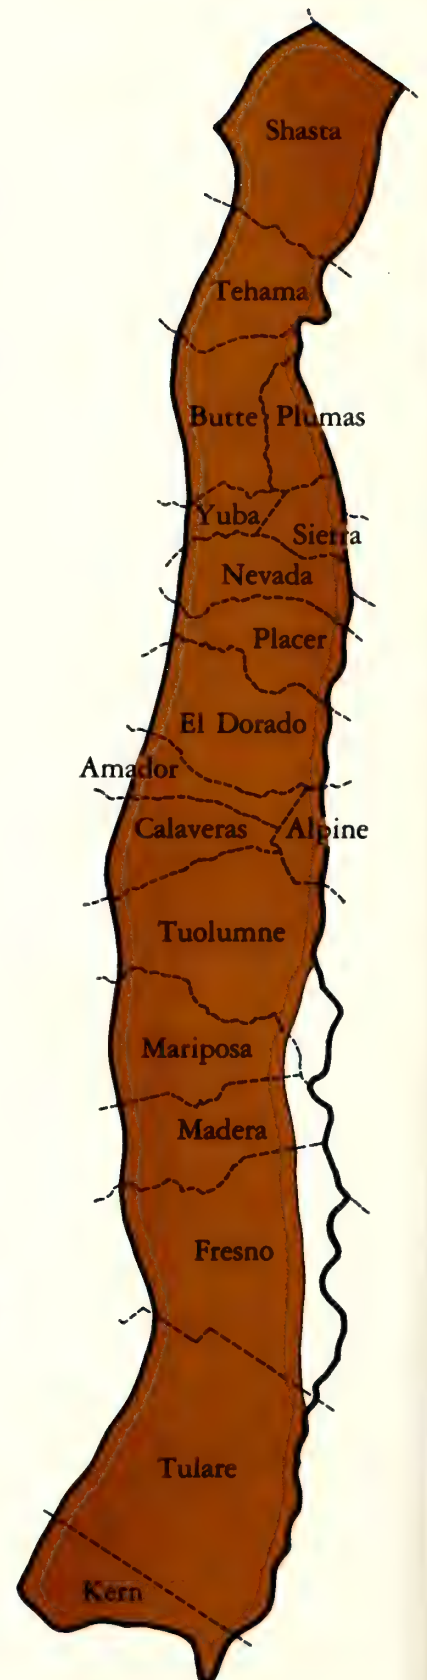 Shasta
Tehama
Butte Plumas
Yuba
Sierra
Nevada
Placer
El Dorado
Amador
Calaveras Alpine
Tuolumne
Mariposa
Madera
Fresno
Tulare
Kern